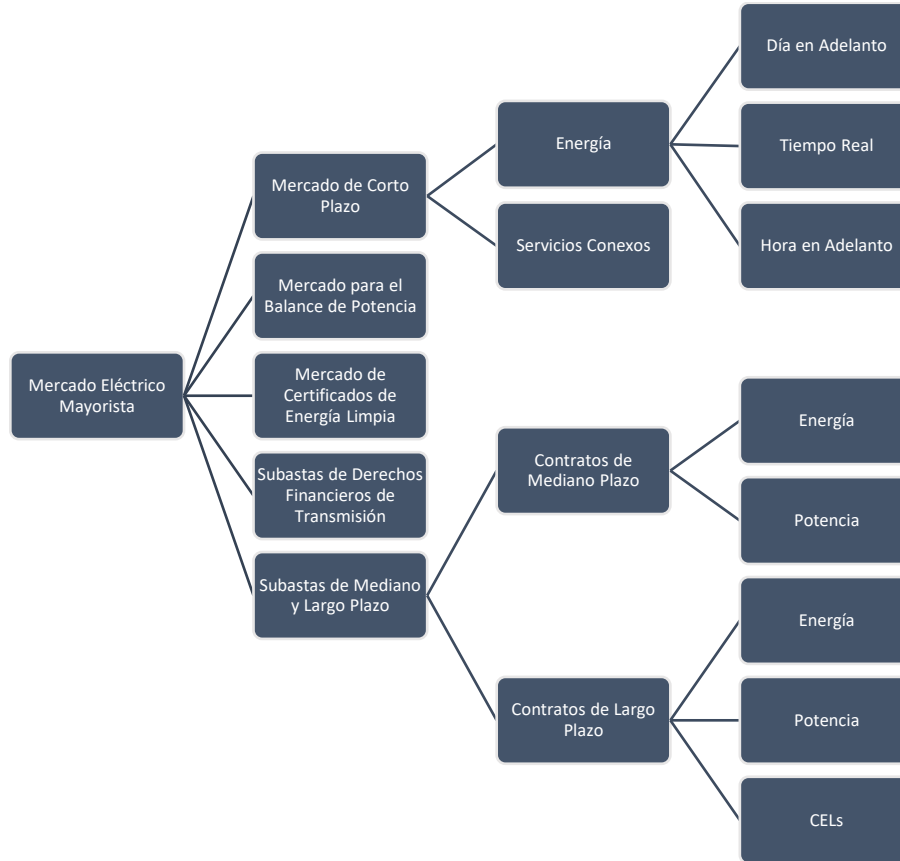 Mercado Eléctrico
Mayorista
Mercado de Corto
Plazo
Energía
Día en Adelanto
Tiempo Real
Hora en Adelanto
Servicios Conexos
Mercado para el
Balance de Potencia
Mercado de
Certificados de
Energía Limpia
Subastas de Derechos
Financieros de
Transmisión
Subastas de Mediano
y Largo Plazo
Contratos de
Mediano Plazo
Energía
Potencia
Contratos de Largo
Plazo
Energía
Potencia
CELs